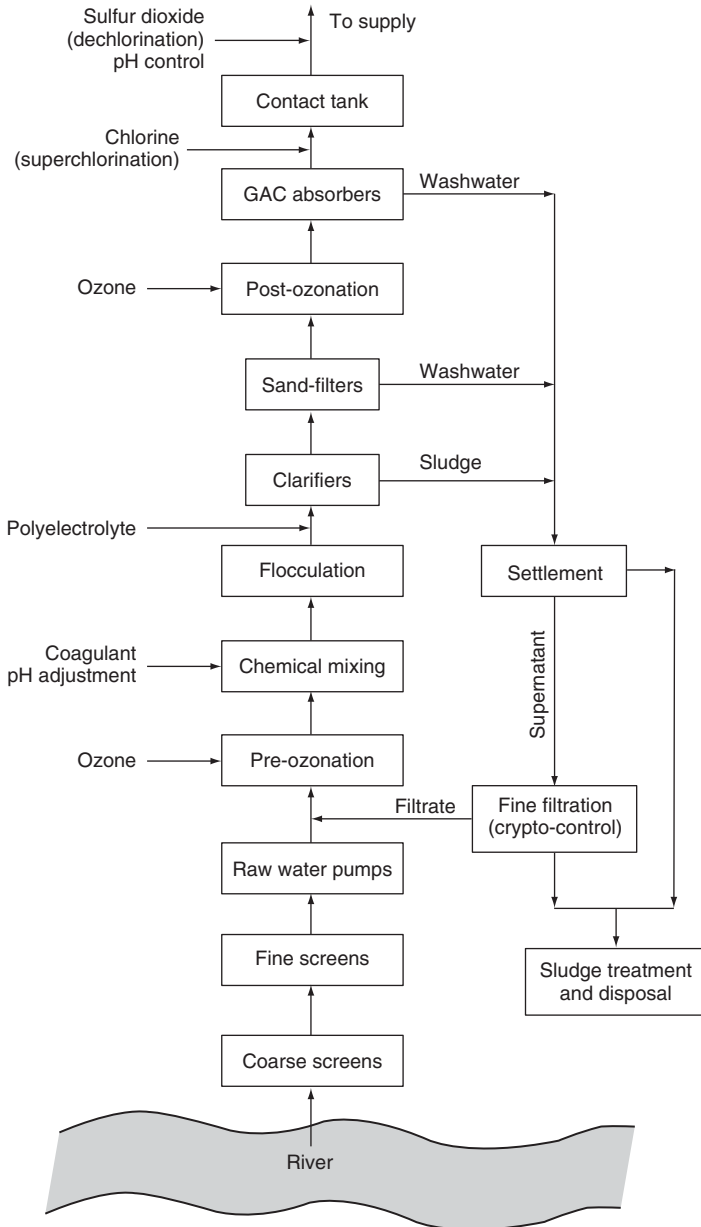 Sulfur dioxide
(dechlorination)
pH control
To supply
Contact tank
Chlorine
(superchlorination)
GAC absorbers
Washwater
Ozone
Post-ozonation
Sand-filters
Washwater
Clarifiers
Sludge
Polyelectrolyte
Flocculation
Settlement
Coagulant
pH adjustment
Chemical mixing
Supernatant
Ozone
Pre-ozonation
Filtrate
Fine filtration
(crypto-control)
Raw water pumps
Fine screens
Sludge treatment
and disposal
Coarse screens
River